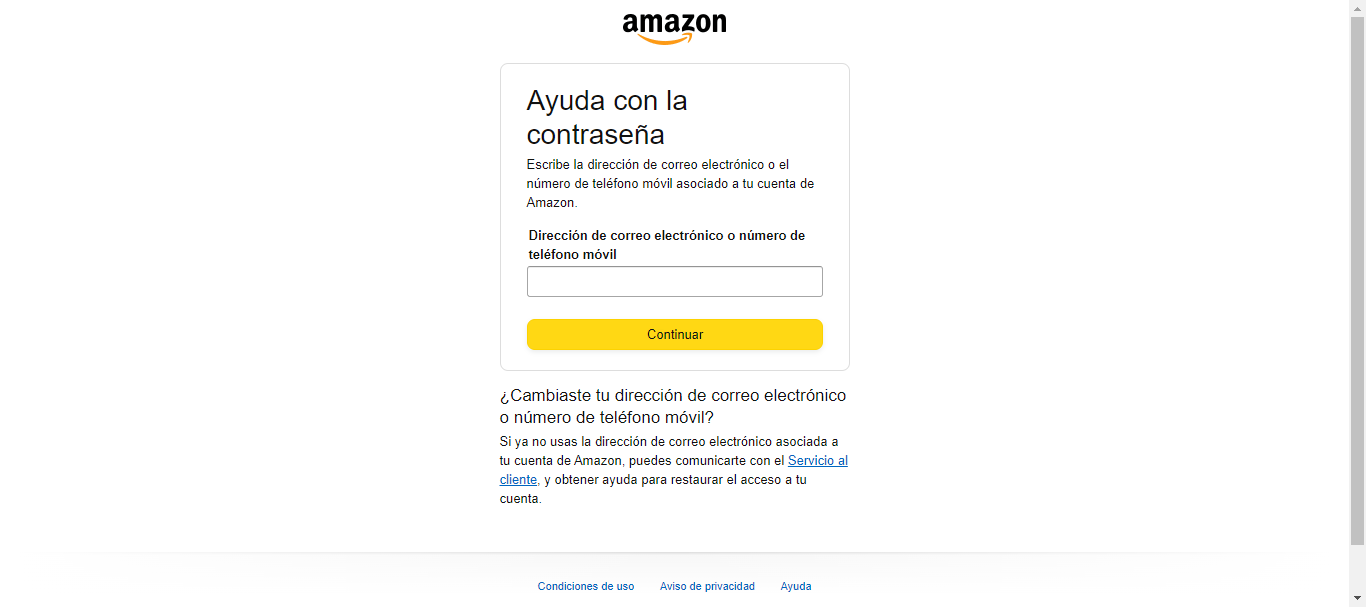 amazon
Ayuda con la
contraseña
Escribe la dirección de correo electrónico o el
número de teléfono móvil asociado a tu cuenta de
Amazon.
Dirección de correo electrónico o número de
teléfono móvil
Continuar
¿Cambiaste tu dirección de correo electrónico
o número de teléfono móvil?
Si ya no usas la dirección de correo electrónico asociada a
tu cuenta de Amazon, puedes comunicarte con el Servicio al
cliente, y obtener ayuda para restaurar el acceso a tu
cuenta.
Condiciones de uso Aviso de privacidad Ayuda